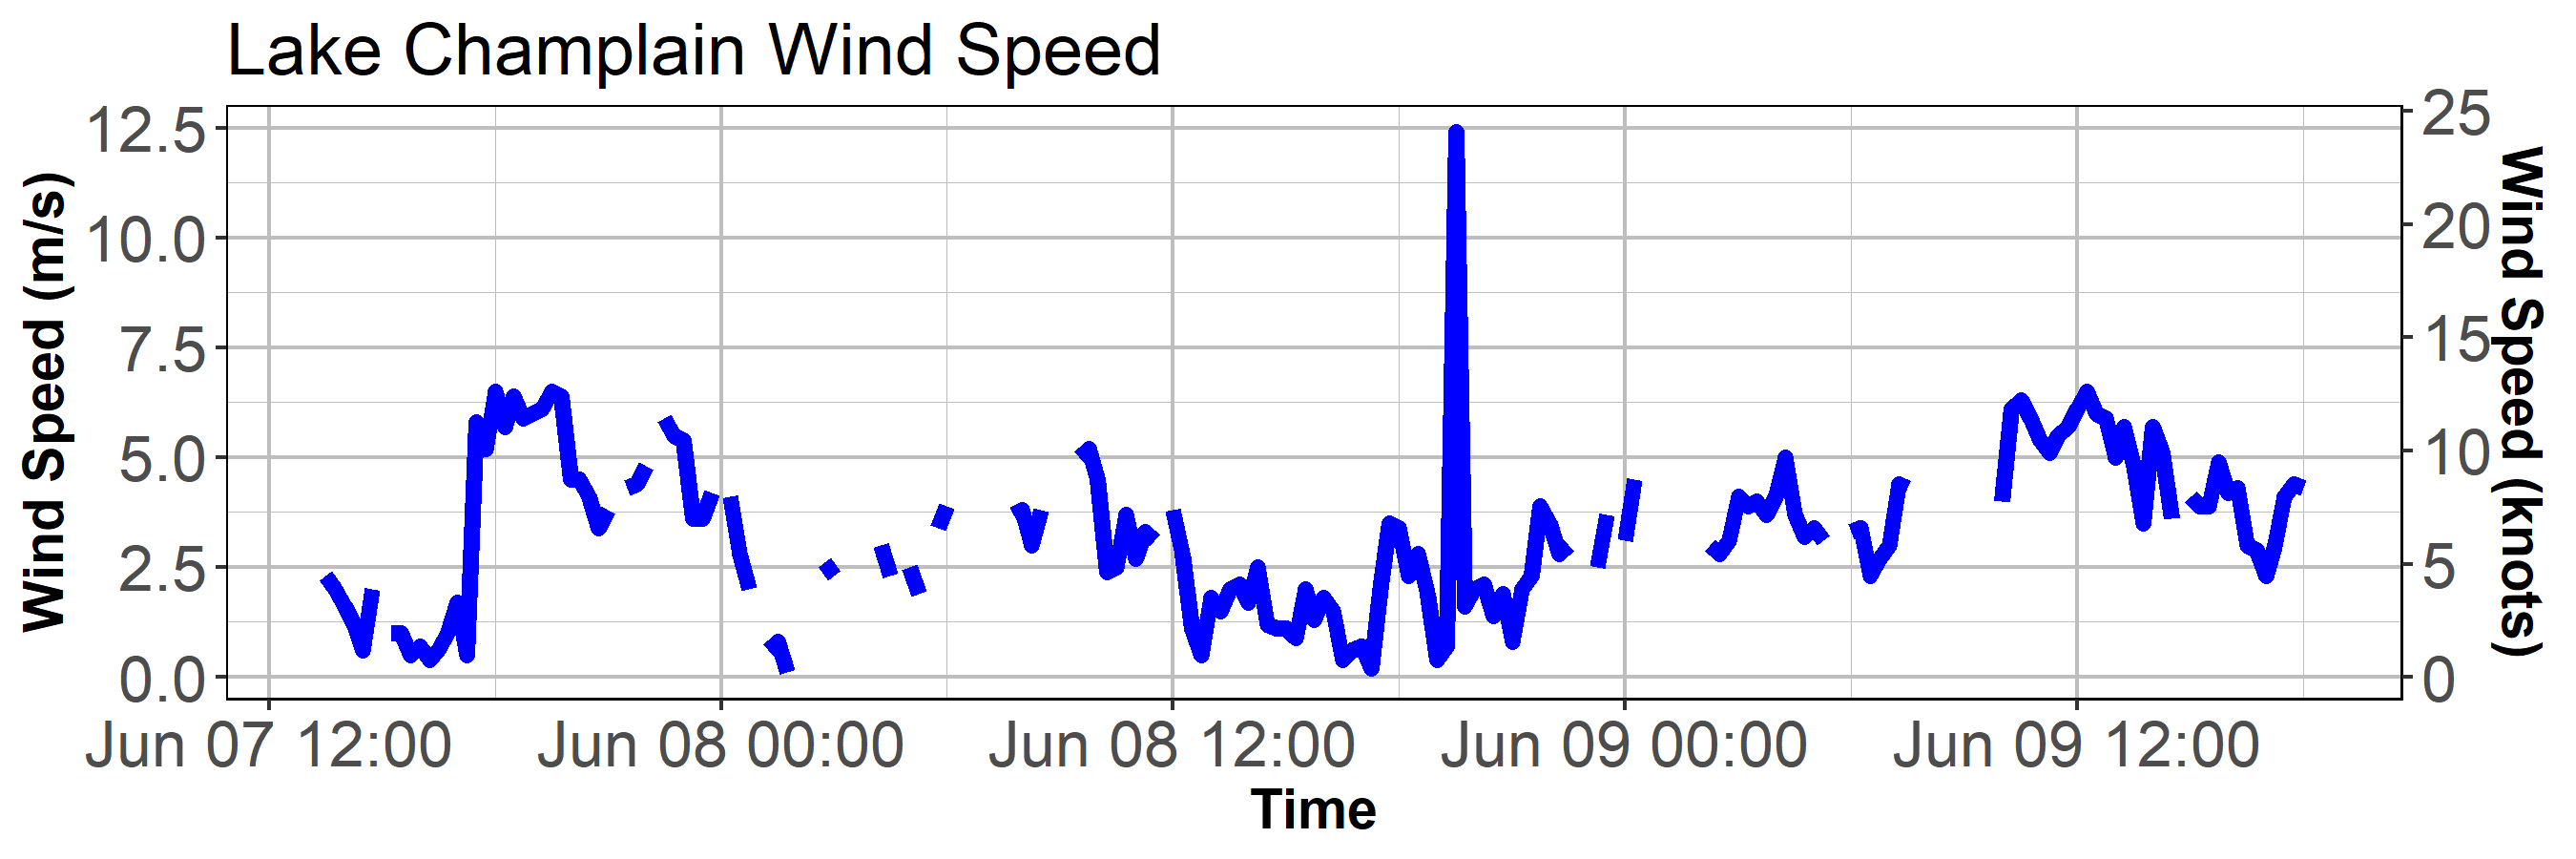 Lake Champlain Wind Speed
12.5
10.0
7.5
5.0
2.5
0.0
Wind Speed (m/s)
25
20
15
10
5
0
Wind Speed (knots)
Jun 07 12:00
Jun 08 00:00
Jun 08 12:00
Jun 09 00:00
Jun 09 12:00
Time